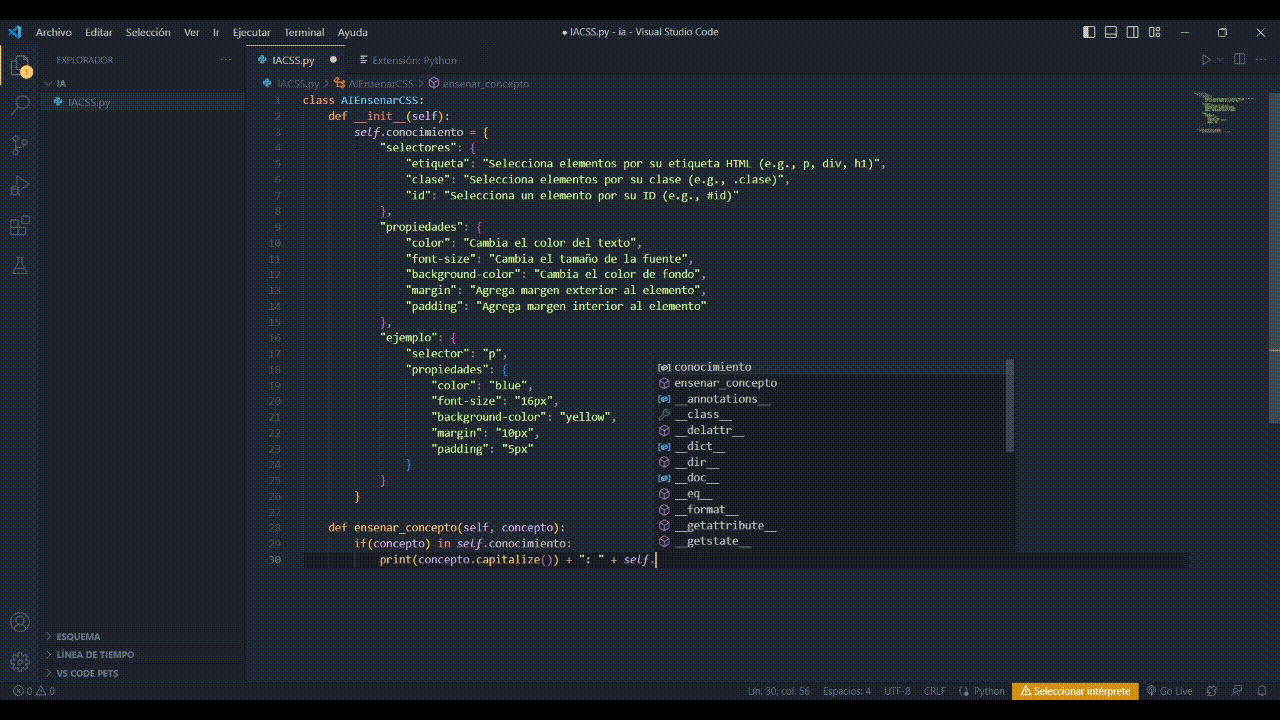 Archivo Editar Selección Ver Ir Ejecutar Terminal Ayuda
● IACSS.py - ia - Visual Studio Code
EXPLORADOR
IACSS.py
Extensión: Python
1
IA
IACSS.py
IACSS.py > AIEnsenarCSS > ensenar_concepto
1 class AIEnsenarCSS:
2 def __init__(self):
3 self.conocimiento = {
4 "selectores": {
5 "etiqueta": "Selecciona elementos por su etiqueta HTML (e.g., p, div, h1)",
6 "clase": "Selecciona elementos por su clase (e.g., .clase)",
7 "id": "Selecciona un elemento por su ID (e.g., #id)"
8 },
9 "propiedades": {
10 "color": "Cambia el color del texto",
11 "font-size": "Cambia el tamaño de la fuente",
12 "background-color": "Cambia el color de fondo",
13 "margin": "Agrega margen exterior al elemento",
14 "padding": "Agrega margen interior al elemento"
15 },
16 "ejemplo": {
17 "selector": "p",
18 "propiedades": {
19 "color": "blue",
20 "font-size": "16px",
21 "background-color": "yellow",
22 "margin": "10px",
23 "padding": "5px"
24 }
25 }
26 }
27
28 def ensenar_concepto(self, concepto):
29 if(concepto) in self.conocimiento:
30 print(concepto.capitalize()) + ": " + self.
conocimiento
ensenar_concepto
__annotations__
__class__
__delattr__
__dict__
__dir__
__doc__
__eq__
__format__
__getattribute__
__getstate__
ESQUEMA
LÍNEA DE TIEMPO
VS CODE PETS
0 0
Lín. 30, col. 56 Espacios: 4 UTF-8 CRLF Python Seleccionar intérprete Go Live